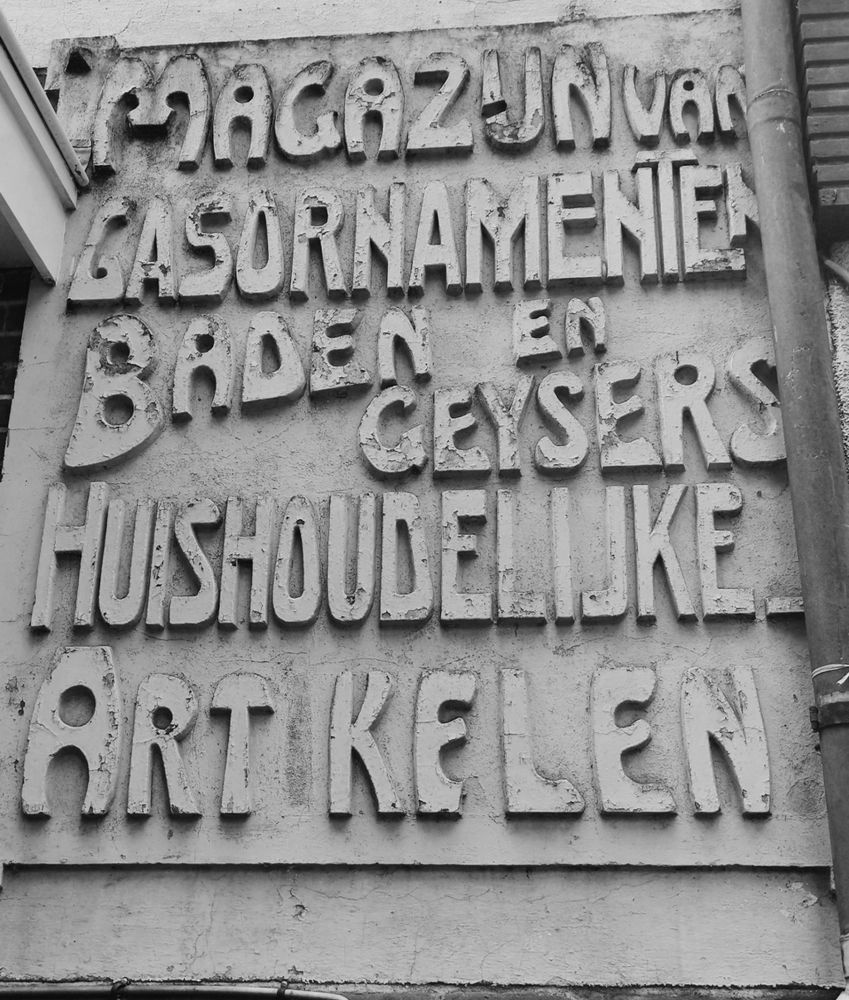 MAGAZIJN VAN
GASORNAMENTEN
BADEN EN
GEYSERS
HUISHOUDELIJKE
ARTIKELEN